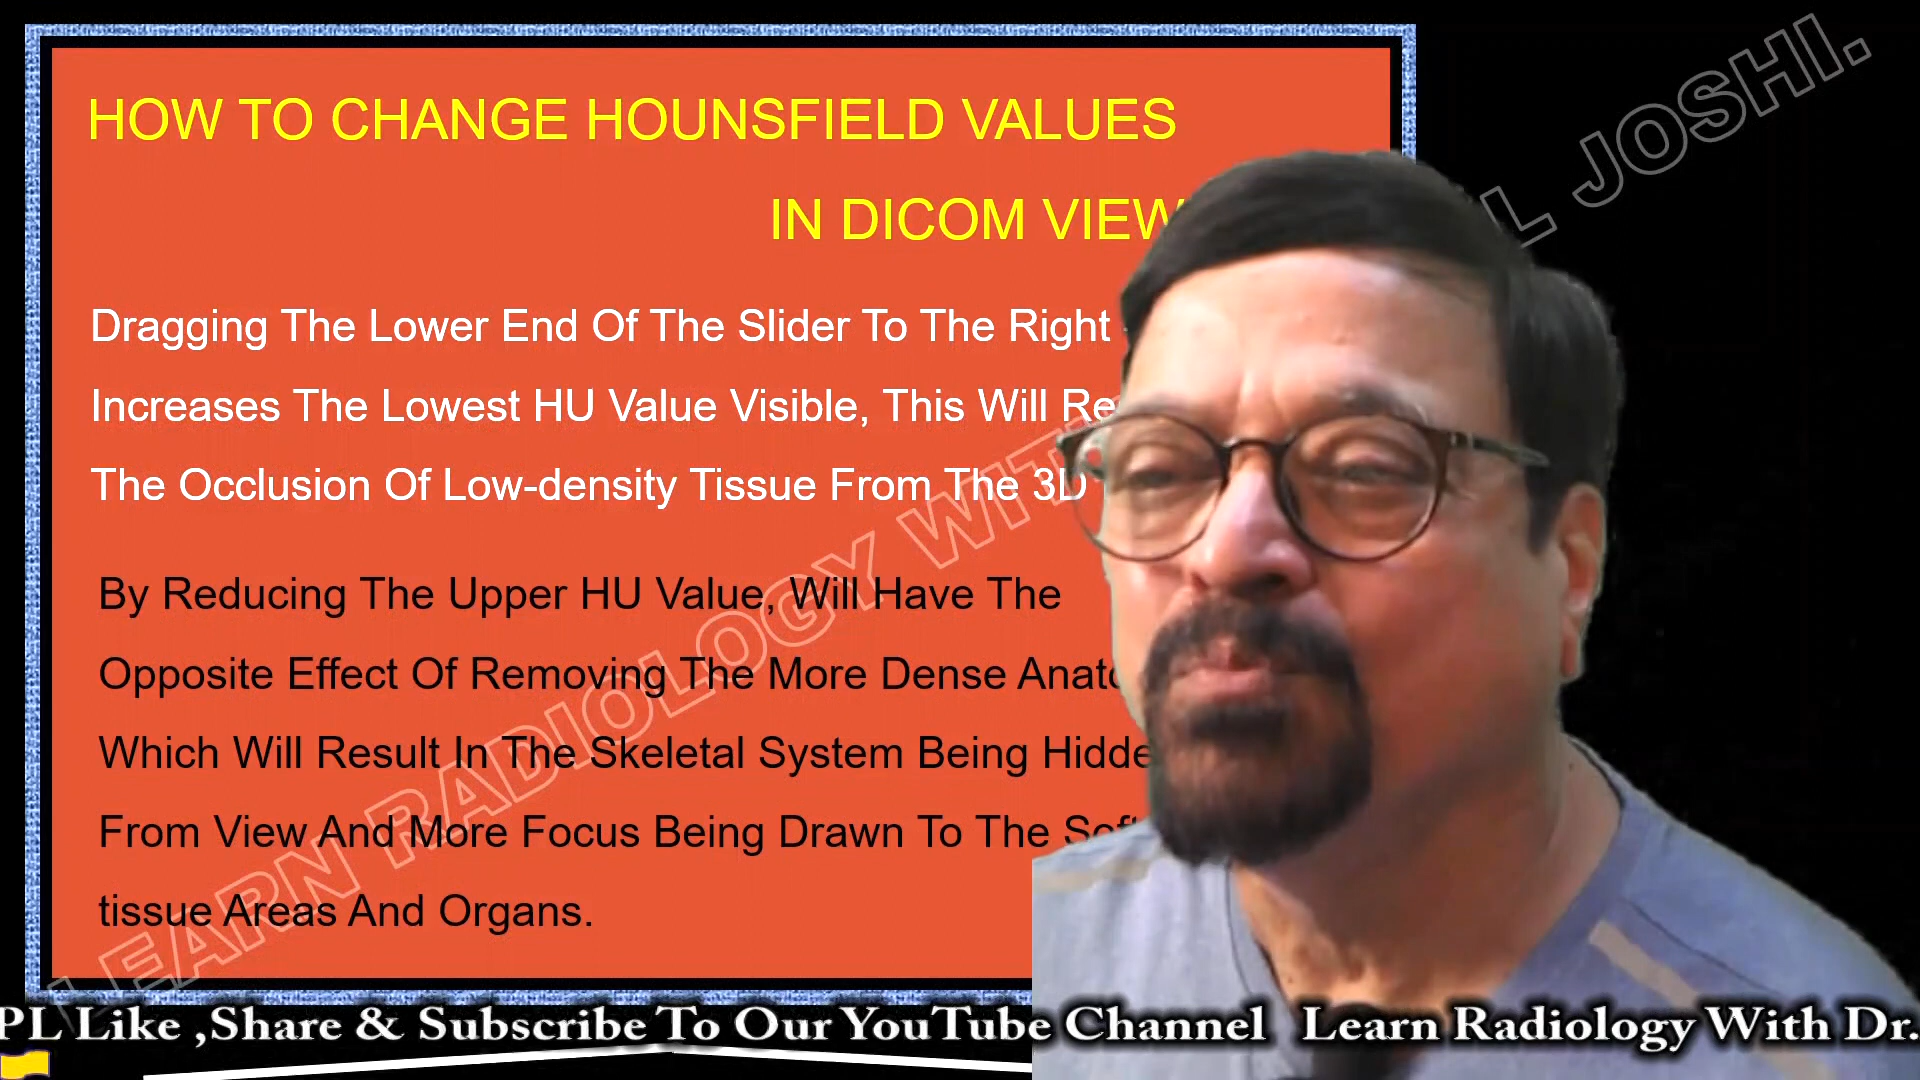 HOW TO CHANGE HOUNSFIELD VALUES
IN DICOM VIEW
Dragging The Lower End Of The Slider To The Right
Increases The Lowest HU Value Visible, This Will
The Occlusion Of Low-density Tissue From The 3D
By Reducing The Upper HU Value, Will Have The
Opposite Effect Of Removing The More Dense
Which Will Result In The Skeletal System Being
From View And More Focus Being Drawn To The
tissue Areas And Organs.
LEARN RADIOLOGY WITH JOSHI.
PL Like ,Share & Subscribe To Our YouTube Channel Learn Radiology With Dr.